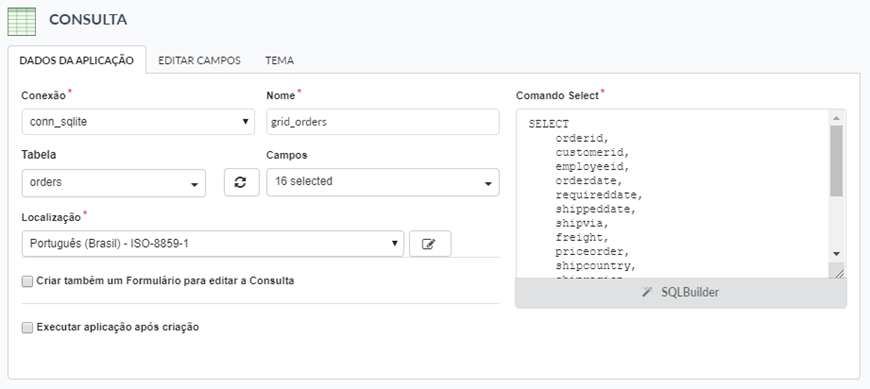 CONSULTA
DADOS DA APLICAÇÃO
EDITAR CAMPOS
TEMA
Conexão*
conn_sqlite
Nome*
grid_orders
Tabela
orders
Campos
16 selected
Localização *
Português (Brasil) - ISO-8859-1
Criar também um Formulário para editar a Consulta
Executar aplicação após criação
Comando Select*
SELECT
orderid,
customerid,
employeeid,
orderdate,
requireddate,
shippeddate,
shipvia,
freight,
priceorder,
shipcountry,
SQLBuilder